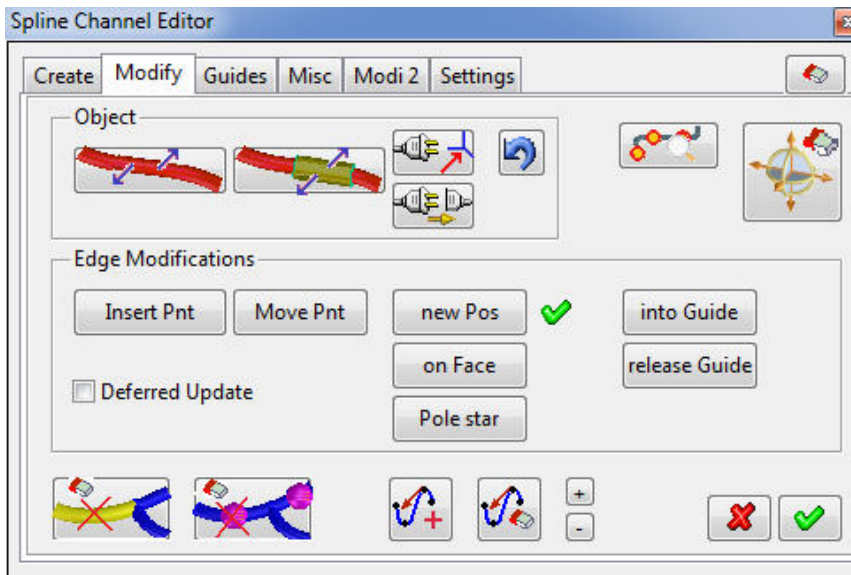 Spline Channel Editor
Create Modify Guides Misc Modi 2 Settings
Object
Edge Modifications
Insert Pnt Move Pnt new Pos into Guide
on Face release Guide
Deferred Update
Pole star
+
-